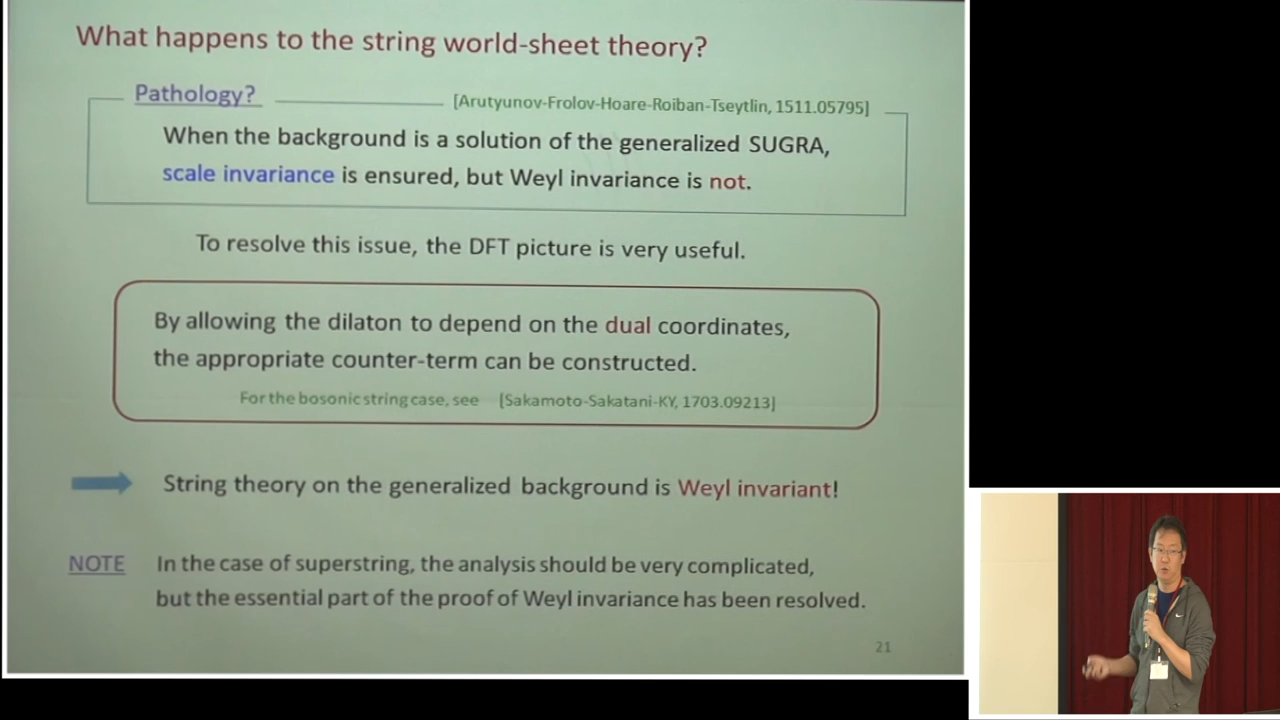 What happens to the string world-sheet theory?
Pathology?
[Arutyunov-Frolov-Hoare-Roiban-Tseytlin, 1511.05795]
When the background is a solution of the generalized SUGRA,
scale invariance is ensured, but Weyl invariance is not.
To resolve this issue, the DFT picture is very useful.
By allowing the dilaton to depend on the dual coordinates,
the appropriate counter-term can be constructed.
For the bosonic string case, see [Sakamoto-Sakatani-KY, 1703.09213]
String theory on the generalized background is Weyl invariant!
NOTE In the case of superstring, the analysis should be very complicated,
but the essential part of the proof of Weyl invariance has been resolved.
21